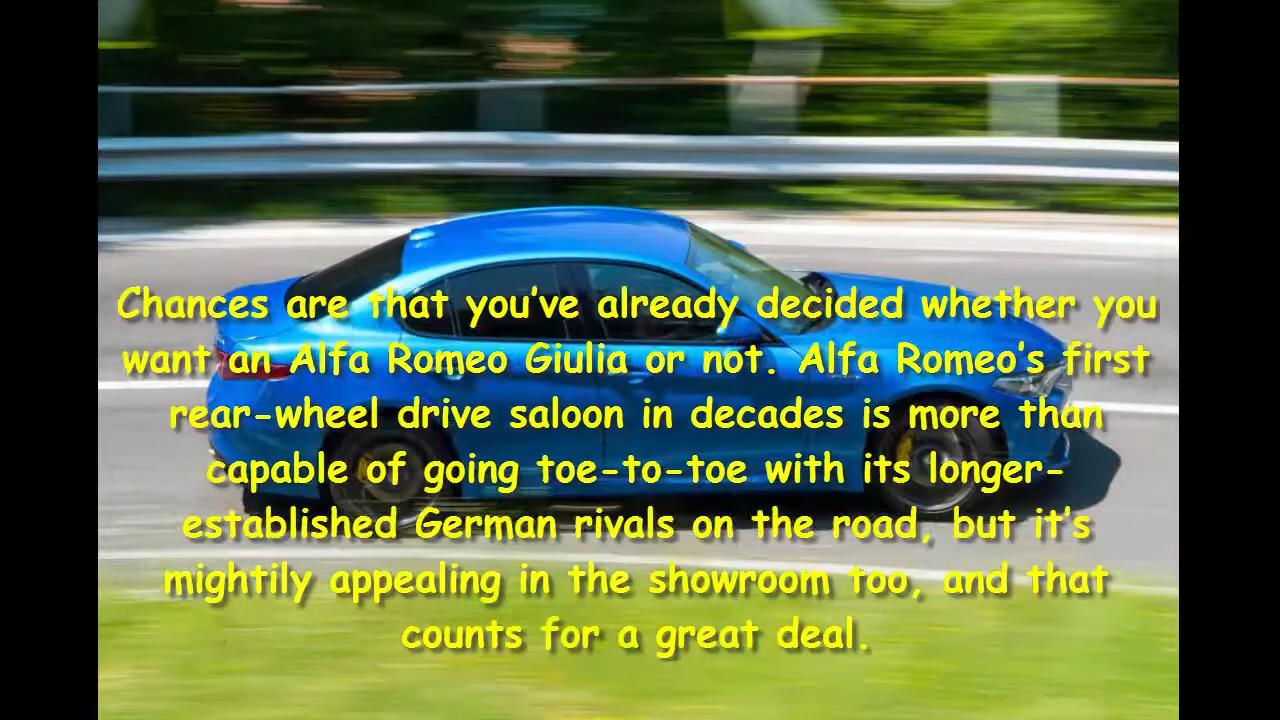 Chances are that you’ve already decided whether you
want an Alfa Romeo Giulia or not. Alfa Romeo’s first
rear-wheel drive saloon in decades is more than
capable of going toe-to-toe with its longer-
established German rivals on the road, but it’s
mightily appealing in the showroom too, and that
counts for a great deal.